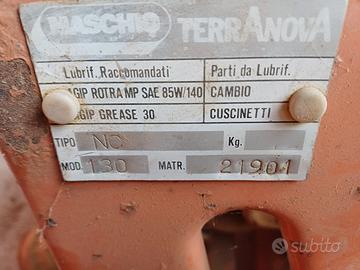 MASCHIO TERRANOVA
Lubrif. Raccomandati Parti da Lubrif.
AGIP ROTRA MP SAE 85W/140 CAMBIO
AGIP GREASE 30 CUSCINETTI
TIPO NC Kg.
MOD. 130 MATR. 21901
subito